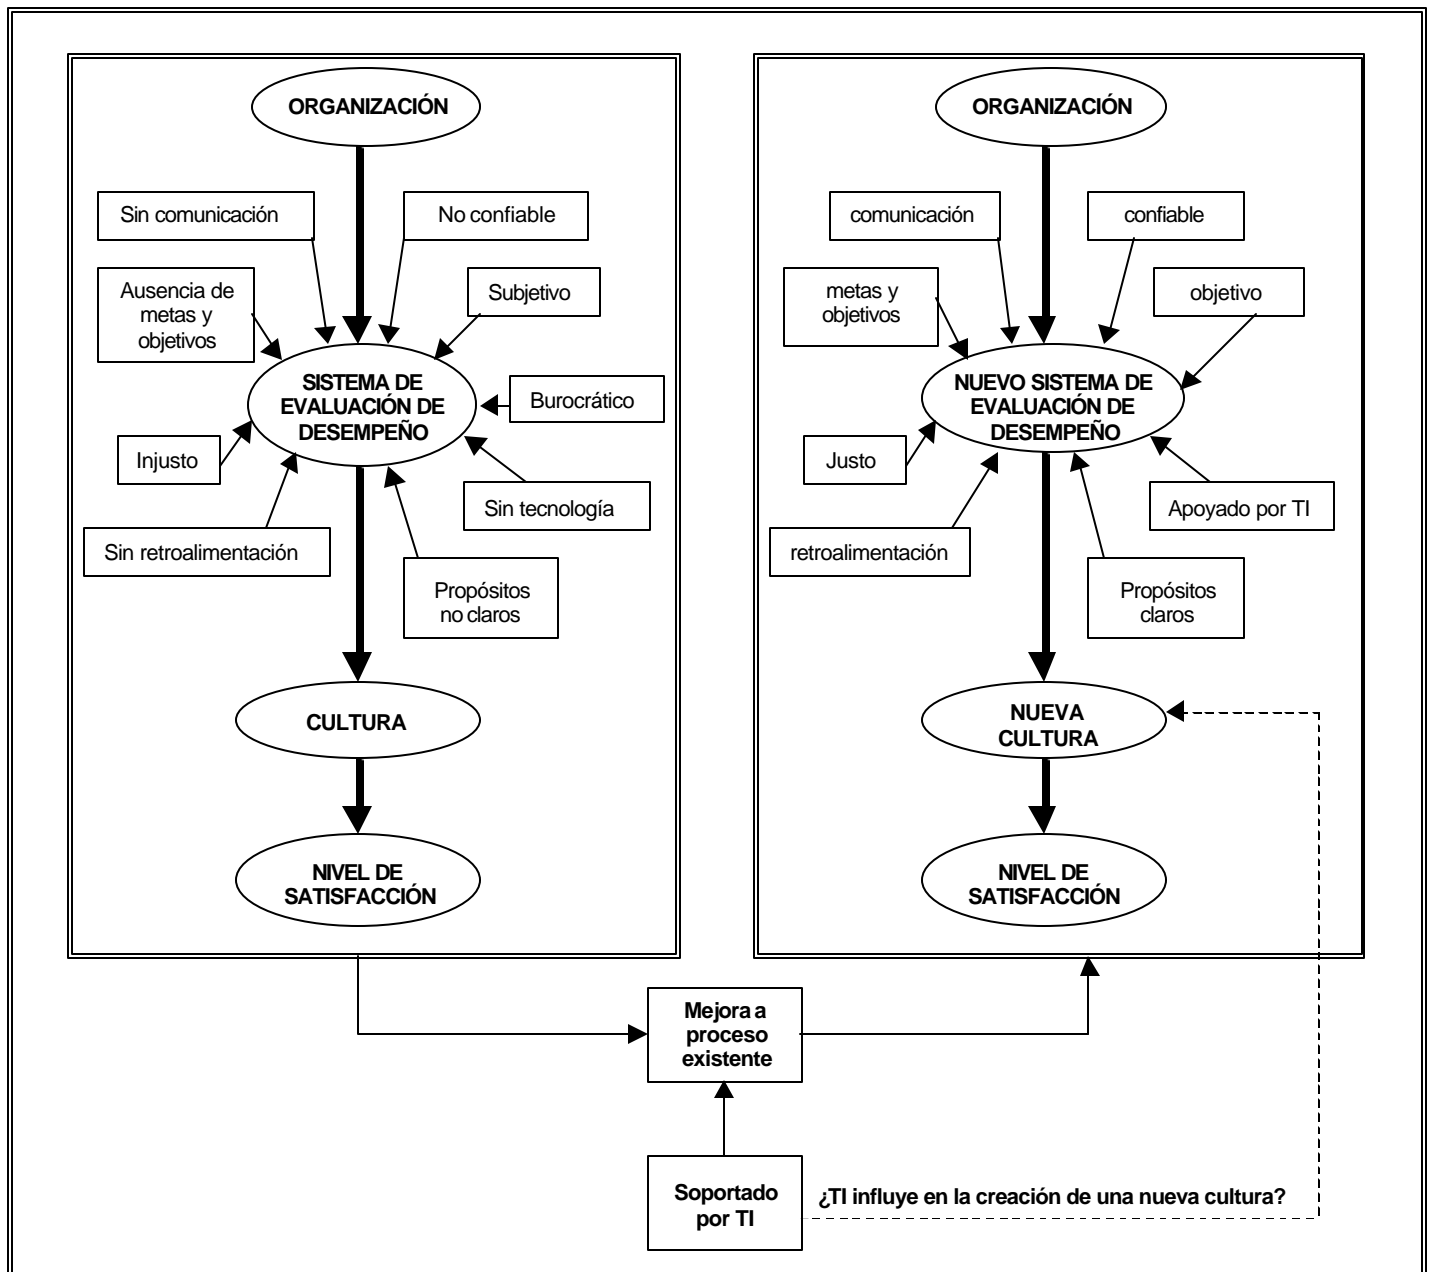 ORGANIZACIÓN
Sin comunicación
No confiable
Ausencia de
metas y
objetivos
Subjetivo
SISTEMA DE
EVALUACIÓN DE
DESEMPEÑO
Burocrático
Injusto
Sin tecnología
Sin retroalimentación
Propósitos
no claros
CULTURA
NIVEL DE
SATISFACCIÓN
ORGANIZACIÓN
comunicación
confiable
metas y
objetivos
objetivo
NUEVO SISTEMA DE
EVALUACIÓN DE
DESEMPEÑO
Justo
Apoyado por TI
retroalimentación
Propósitos
claros
NUEVA
CULTURA
NIVEL DE
SATISFACCIÓN
Mejora a
proceso
existente
Soportado
por TI
¿TI influye en la creación de una nueva cultura?